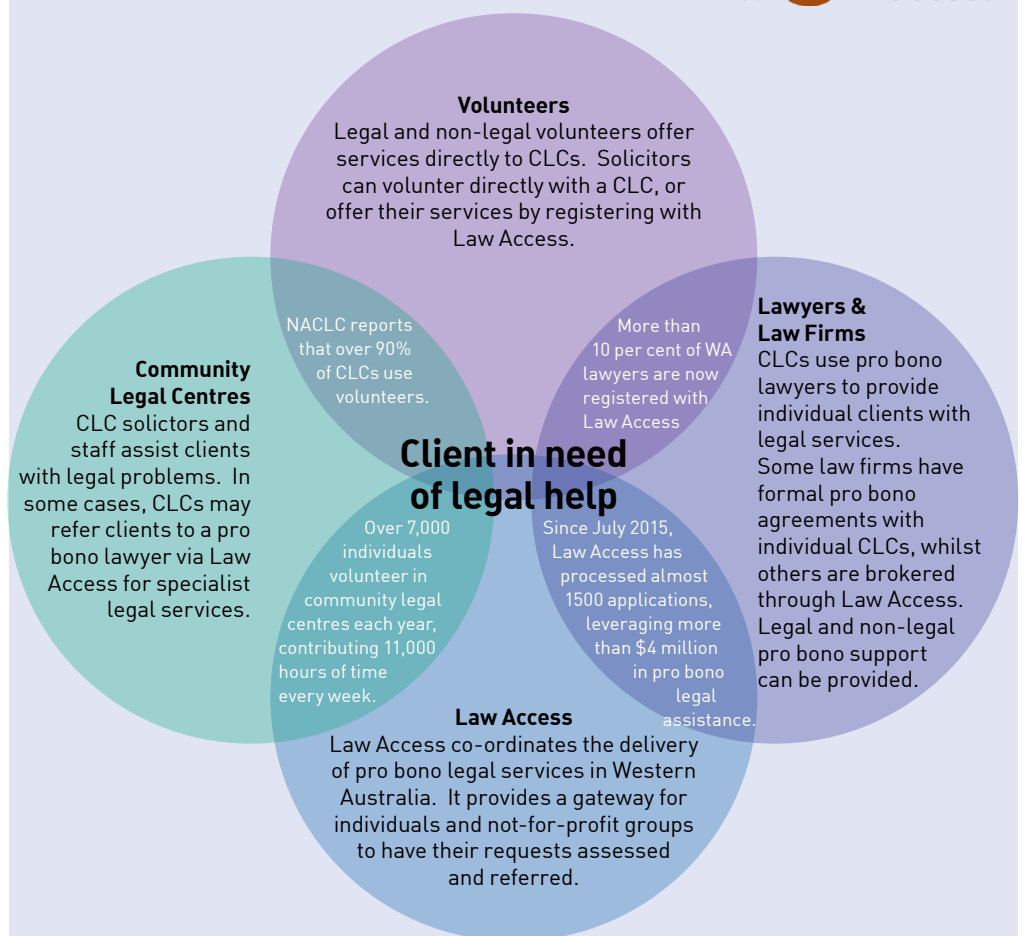 Volunteers
Legal and non-legal volunteers offer
services directly to CLCs.  Solicitors
can volunter directly with a CLC, or
offer their services by registering with
Law Access.
NACLC reports
that over 90%
of CLCs use
volunteers.
More than
10 per cent of WA
lawyers are now
registered with
Law Access
Community
Legal Centres
CLC solictors and
staff assist clients
with legal problems.  In
some cases, CLCs may
refer clients to a pro
bono lawyer via Law
Access for specialist
legal services.
Client in need
of legal help
Lawyers &
Law Firms
CLCs use pro bono
lawyers to provide
individual clients with
legal services.
Some law firms have
formal pro bono
agreements with
individual CLCs, whilst
others are brokered
through Law Access.
Legal and non-legal
pro bono support
can be provided.
Over 7,000
individuals
volunteer in
community legal
centres each year,
contributing 11,000
hours of time
every week.
Since July 2015,
Law Access has
processed almost
1500 applications,
leveraging more
than $4 million
in pro bono
legal
assistance.
Law Access
Law Access co-ordinates the delivery
of pro bono legal services in Western
Australia.  It provides a gateway for
individuals and not-for-profit groups
to have their requests assessed
and referred.